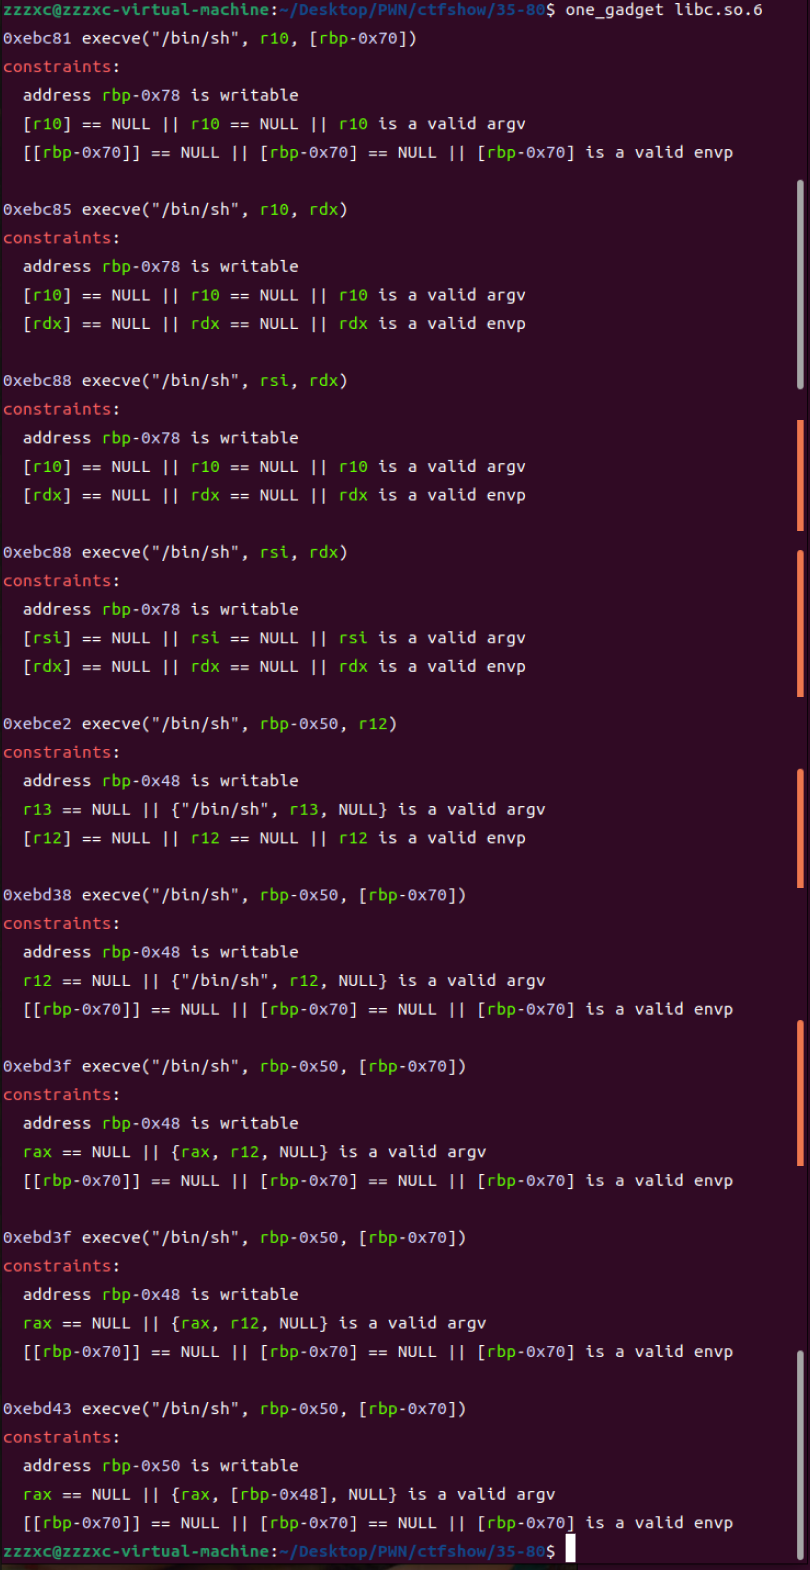 zzzxc@zzzxc-virtual-machine:~/Desktop/PWN/ctfshow/35-80$ one_gadget libc.so.6
0xebc81 execve("/bin/sh", r10, [rbp-0x70])
constraints:
  address rbp-0x78 is writable
  [r10] == NULL || r10 == NULL || r10 is a valid argv
  [[rbp-0x70]] == NULL || [rbp-0x70] == NULL || [rbp-0x70] is a valid envp

0xebc85 execve("/bin/sh", r10, rdx)
constraints:
  address rbp-0x78 is writable
  [r10] == NULL || r10 == NULL || r10 is a valid argv
  [rdx] == NULL || rdx == NULL || rdx is a valid envp

0xebc88 execve("/bin/sh", rsi, rdx)
constraints:
  address rbp-0x78 is writable
  [r10] == NULL || r10 == NULL || r10 is a valid argv
  [rdx] == NULL || rdx == NULL || rdx is a valid envp

0xebc88 execve("/bin/sh", rsi, rdx)
constraints:
  address rbp-0x78 is writable
  [rsi] == NULL || rsi == NULL || rsi is a valid argv
  [rdx] == NULL || rdx == NULL || rdx is a valid envp

0xebce2 execve("/bin/sh", rbp-0x50, r12)
constraints:
  address rbp-0x48 is writable
  r13 == NULL || {"/bin/sh", r13, NULL} is a valid argv
  [r12] == NULL || r12 == NULL || r12 is a valid envp

0xebd38 execve("/bin/sh", rbp-0x50, [rbp-0x70])
constraints:
  address rbp-0x48 is writable
  r12 == NULL || {"/bin/sh", r12, NULL} is a valid argv
  [[rbp-0x70]] == NULL || [rbp-0x70] == NULL || [rbp-0x70] is a valid envp

0xebd3f execve("/bin/sh", rbp-0x50, [rbp-0x70])
constraints:
  address rbp-0x48 is writable
  rax == NULL || {rax, r12, NULL} is a valid argv
  [[rbp-0x70]] == NULL || [rbp-0x70] == NULL || [rbp-0x70] is a valid envp

0xebd3f execve("/bin/sh", rbp-0x50, [rbp-0x70])
constraints:
  address rbp-0x48 is writable
  rax == NULL || {rax, r12, NULL} is a valid argv
  [[rbp-0x70]] == NULL || [rbp-0x70] == NULL || [rbp-0x70] is a valid envp

0xebd43 execve("/bin/sh", rbp-0x50, [rbp-0x70])
constraints:
  address rbp-0x50 is writable
  rax == NULL || {rax, [rbp-0x48], NULL} is a valid argv
  [[rbp-0x70]] == NULL || [rbp-0x70] == NULL || [rbp-0x70] is a valid envp
zzzxc@zzzxc-virtual-machine:~/Desktop/PWN/ctfshow/35-80$